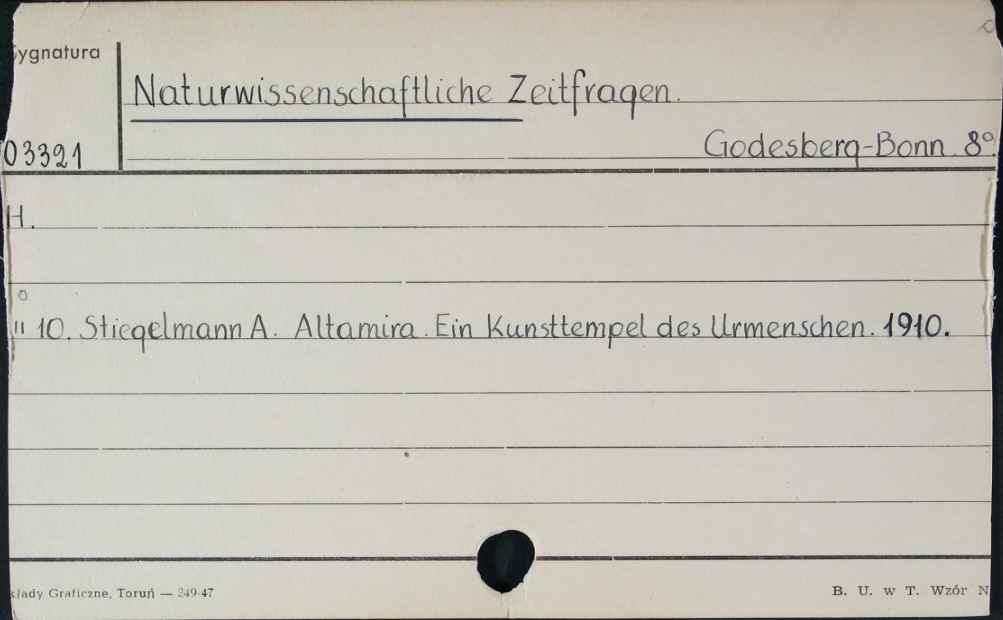 ygnatura
Naturwissenschaftliche Zeitfragen.
03321
Godesberg-Bonn 8°
H.
" 10. Stiegelmann A. Altamira. Ein Kunsttempel des Urmenschen. 1910.
kłady Graficzne, Toruń — 249-47
B. U. w T. Wzór N